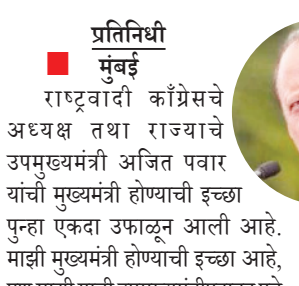 प्रतिनिधी
मुंबई
राष्ट्रवादी काँग्रेसचे
अध्यक्ष तथा राज्याचे
उपमुख्यमंत्री अजित पवार
यांची मुख्यमंत्री होण्याची इच्छा
पुन्हा एकदा उफाळून आली आहे.
माझी मुख्यमंत्री होण्याची इच्छा आहे,